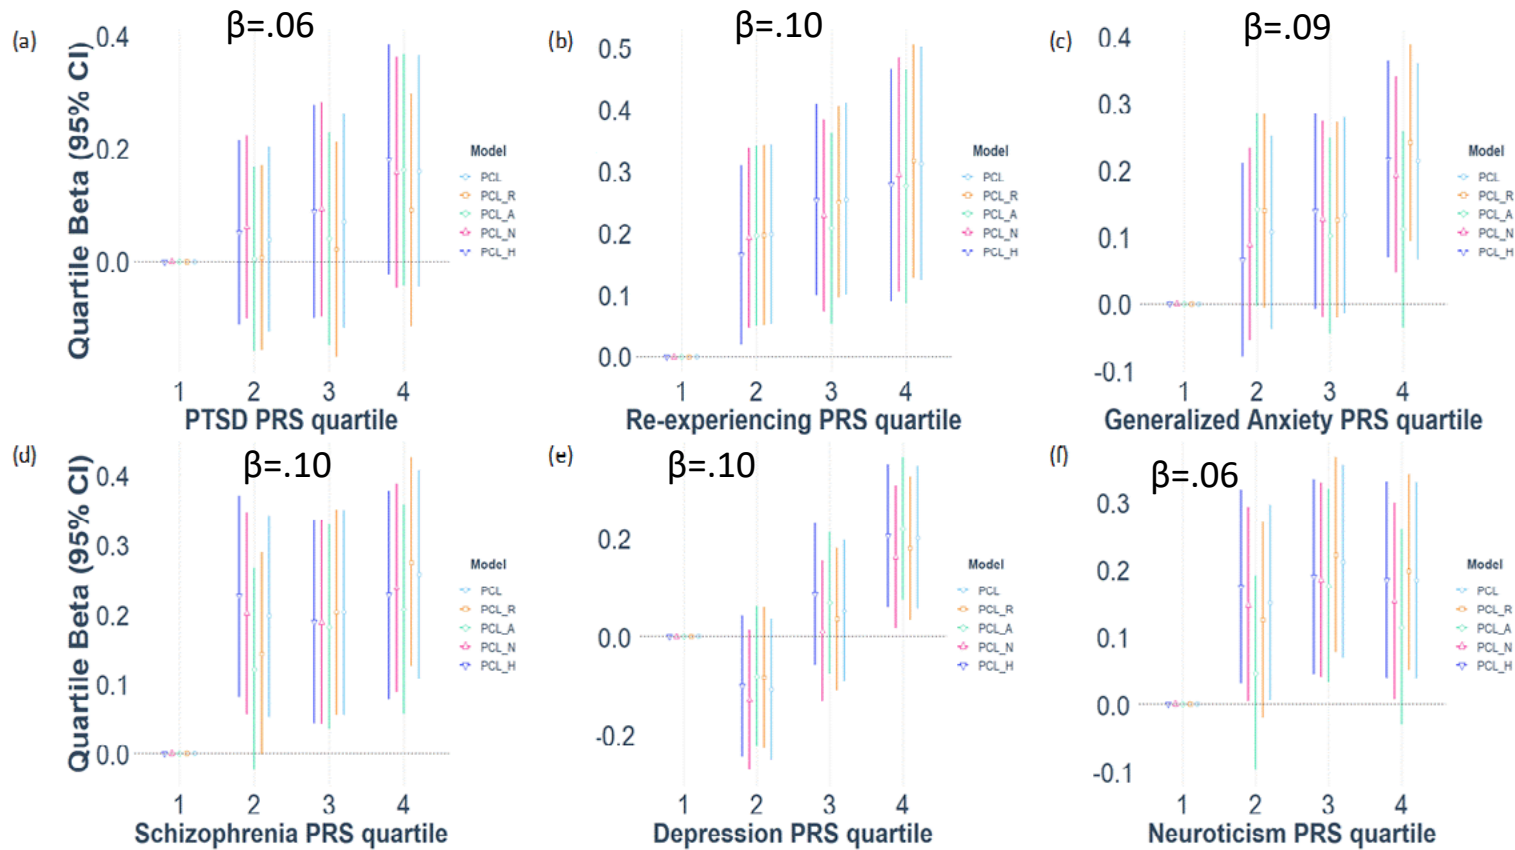 (a)
β=.06
Quartile Beta (95% CI)
0.4
0.2
0.0
1 2 3 4
PTSD PRS quartile
Model
PCL
PCL_R
PCL_A
PCL_N
PCL_H
(b)
β=.10
0.5
0.4
0.3
0.2
0.1
0.0
1 2 3 4
Re-experiencing PRS quartile
Model
PCL
PCL_R
PCL_A
PCL_N
PCL_H
(c)
β=.09
0.4
0.3
0.2
0.1
0.0
-0.1
1 2 3 4
Generalized Anxiety PRS quartile
Model
PCL
PCL_R
PCL_A
PCL_N
PCL_H
(d)
β=.10
Quartile Beta (95% CI)
0.4
0.3
0.2
0.1
0.0
1 2 3 4
Schizophrenia PRS quartile
Model
PCL
PCL_R
PCL_A
PCL_N
PCL_H
(e)
β=.10
0.2
0.0
-0.2
1 2 3 4
Depression PRS quartile
Model
PCL
PCL_R
PCL_A
PCL_N
PCL_H
(f)
β=.06
0.3
0.2
0.1
0.0
-0.1
1 2 3 4
Neuroticism PRS quartile
Model
PCL
PCL_R
PCL_A
PCL_N
PCL_H